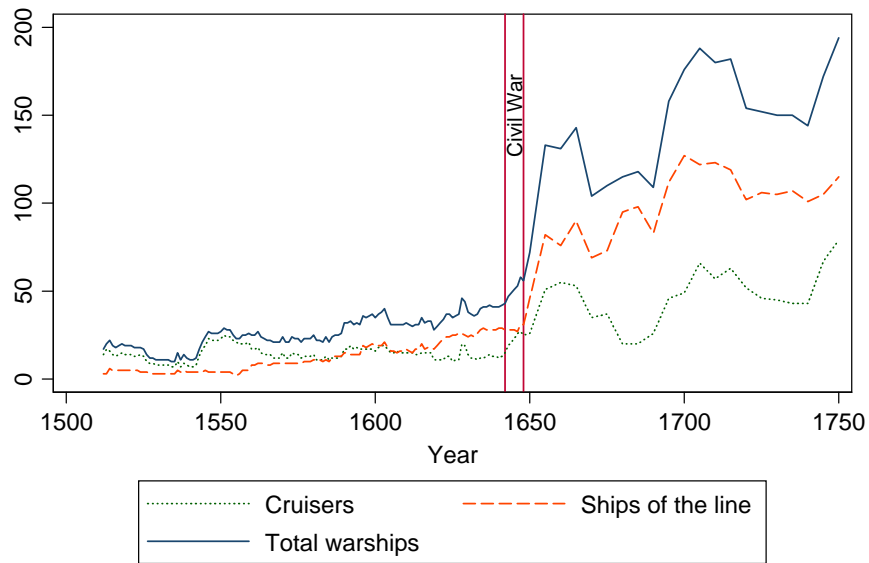 200
150
100
50
0
Civil War
1500 1550 1600 1650 1700 1750
Year
Cruisers Ships of the line
Total warships